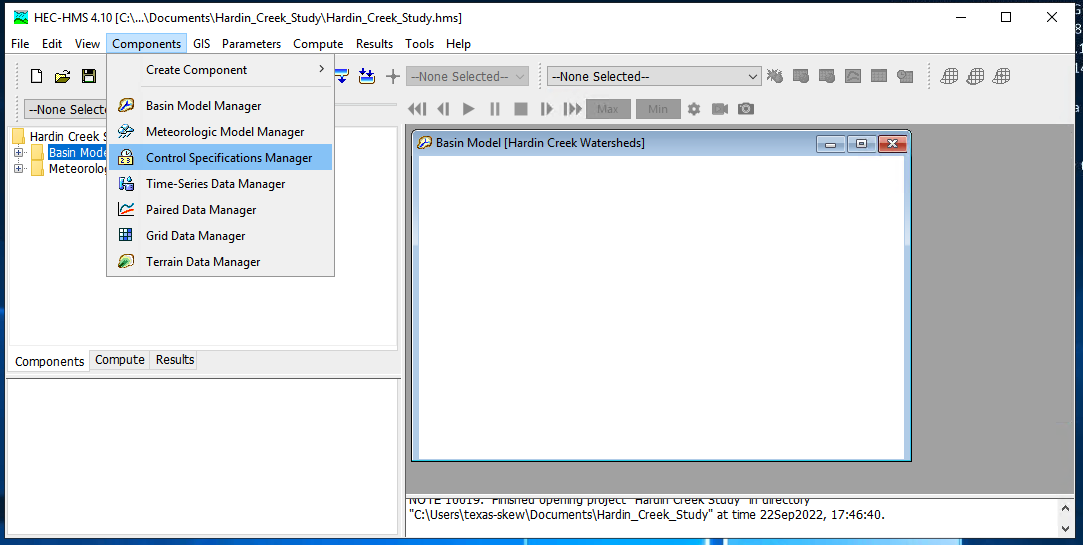 HEC-HMS 4.10 [C:\...\Documents\Hardin_Creek_Study\Hardin_Creek_Study.hms]
File Edit View Components GIS Parameters Compute Results Tools Help
Create Component
--None Selected-- --None Selected--
Basin Model Manager
--None Selecte
Max Min
Meteorologic Model Manager
Hardin Creek S
Control Specifications Manager
Basin Mode
Time-Series Data Manager
Meteorolog
Paired Data Manager
Grid Data Manager
Terrain Data Manager
Basin Model [Hardin Creek Watersheds]
Components Compute Results
NOTE 10019: Finished opening project "Hardin Creek Study" in directory
"C:\Users\texas-skew\Documents\Hardin_Creek_Study" at time 22Sep2022, 17:46:40.